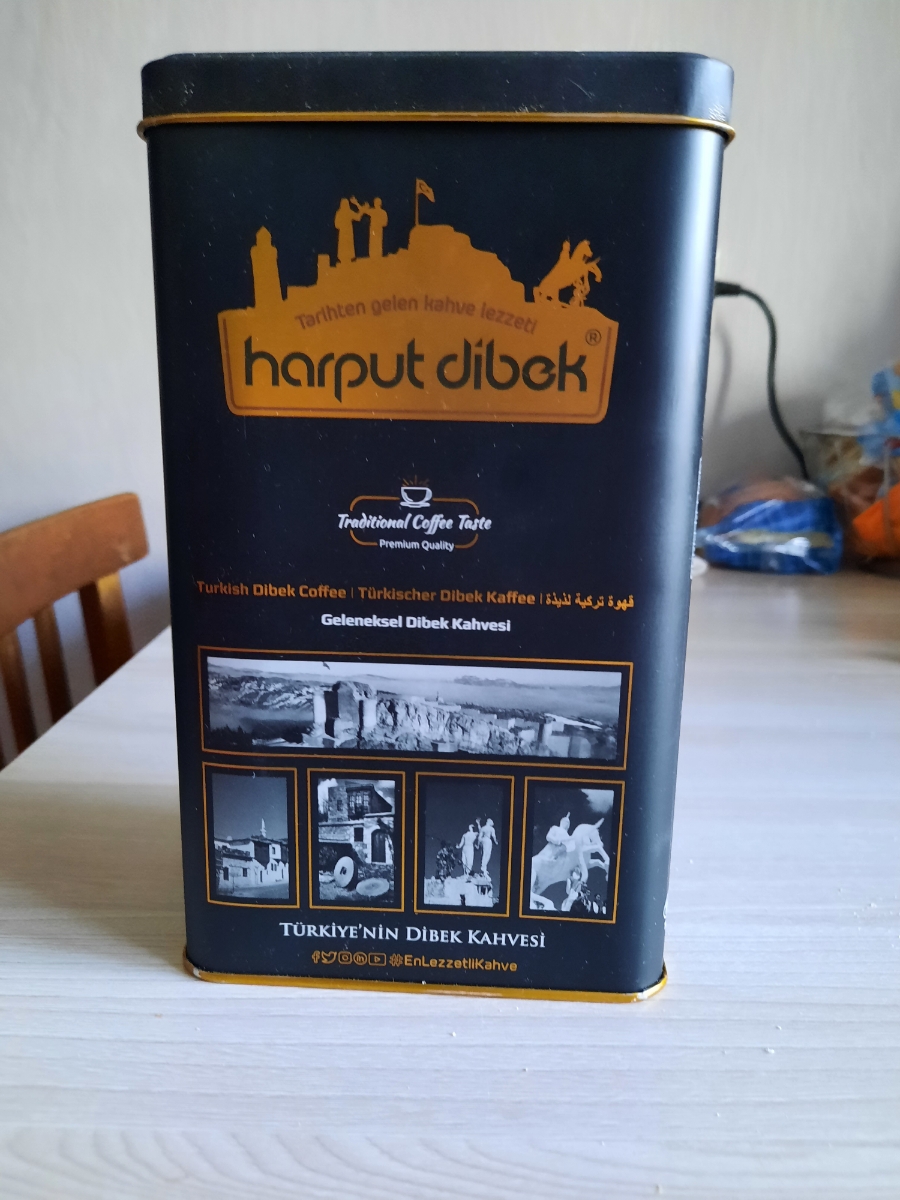 Tarihten gelen kahve lezzeti
harput dibek ®
Traditional Coffee Taste
Premium Quality
Turkish Dibek Coffee | Türkischer Dibek Kaffee | قهوة تركية لذيذة
Geleneksel Dibek Kahvesi
TÜRKİYE'NİN DİBEK KAHVESİ
#EnLezzetliKahve